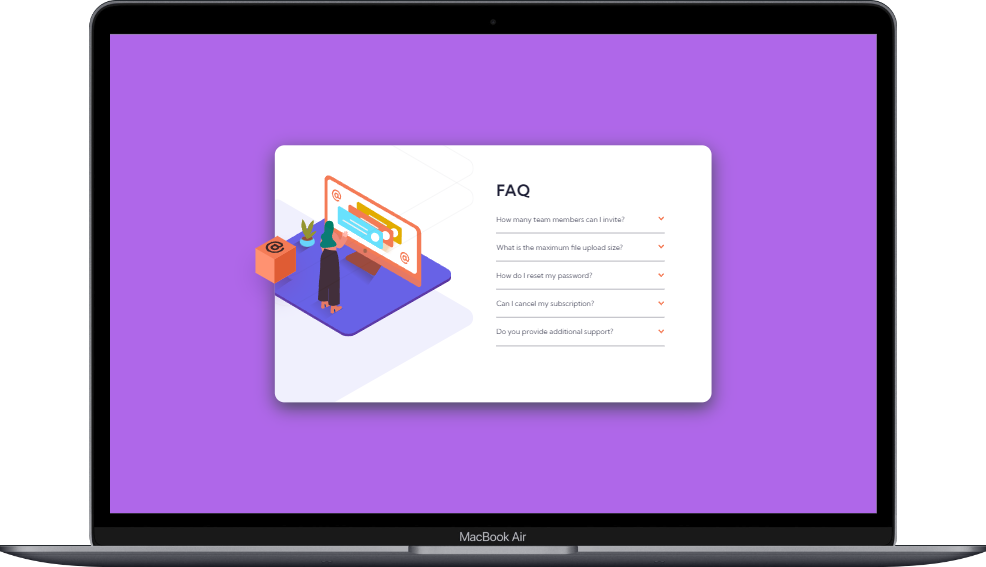 FAQ
How many team members can I invite?
What is the maximum file upload size?
How do I reset my password?
Can I cancel my subscription?
Do you provide additional support?
MacBook Air